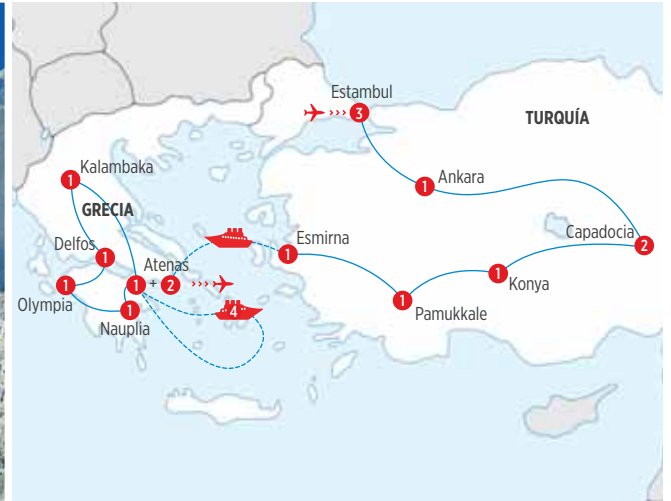 Estambul
3
TURQUÍA
Kalambaka
1
Ankara
1
GRECIA
Delfos
1
Esmirna
1
Capadocia
2
Atenas
1 + 2
Konya
1
Olympia
1
Nauplia
1
4
Pamukkale
1